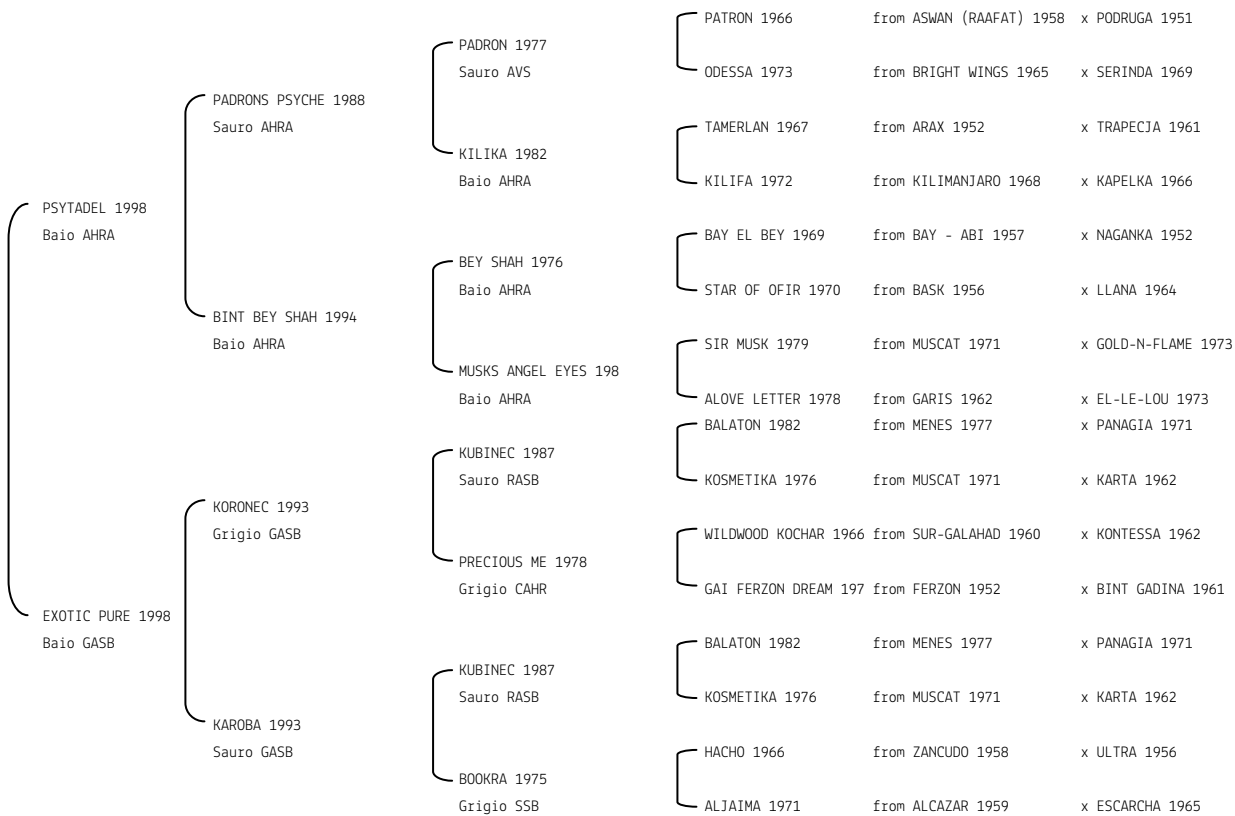 PATRON 1966 from ASWAN (RAAFAT) 1958 x PODRUGA 1951
PADRON 1977
Sauro AVS
ODESSA 1973 from BRIGHT WINGS 1965 x SERINDA 1969
PADRONS PSYCHE 1988
Sauro AHRA
TAMERLAN 1967 from ARAX 1952 x TRAPECJA 1961
KILIKA 1982
Baio AHRA
KILIFA 1972 from KILIMANJARO 1968 x KAPELKA 1966
PSYTADEL 1998
Baio AHRA
BAY EL BEY 1969 from BAY - ABI 1957 x NAGANKA 1952
BEY SHAH 1976
Baio AHRA
STAR OF OFIR 1970 from BASK 1956 x LLANA 1964
BINT BEY SHAH 1994
Baio AHRA
SIR MUSK 1979 from MUSCAT 1971 x GOLD-N-FLAME 1973
MUSKS ANGEL EYES 198
Baio AHRA
ALOVE LETTER 1978 from GARIS 1962 x EL-LE-LOU 1973
BALATON 1982 from MENES 1977 x PANAGIA 1971
KUBINEC 1987
Sauro RASB
KOSMETIKA 1976 from MUSCAT 1971 x KARTA 1962
KORONEC 1993
Grigio GASB
WILDWOOD KOCHAR 1966 from SUR-GALAHAD 1960 x KONTESSA 1962
PRECIOUS ME 1978
Grigio CAHR
GAI FERZON DREAM 197 from FERZON 1952 x BINT GADINA 1961
EXOTIC PURE 1998
Baio GASB
BALATON 1982 from MENES 1977 x PANAGIA 1971
KUBINEC 1987
Sauro RASB
KOSMETIKA 1976 from MUSCAT 1971 x KARTA 1962
KAROBA 1993
Sauro GASB
HACHO 1966 from ZANCUDO 1958 x ULTRA 1956
BOOKRA 1975
Grigio SSB
ALJAIMA 1971 from ALCAZAR 1959 x ESCARCHA 1965